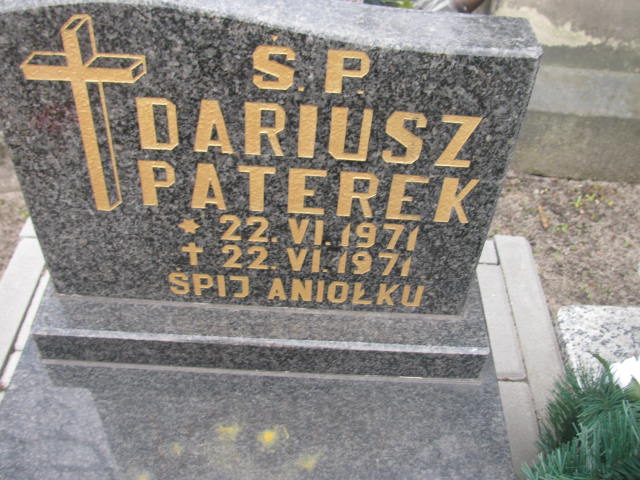 Ś. P.
DARIUSZ
PATEREK
* 22. VI. 1971
✝ 22. VI. 1971
ŚPIJ ANIOŁKU